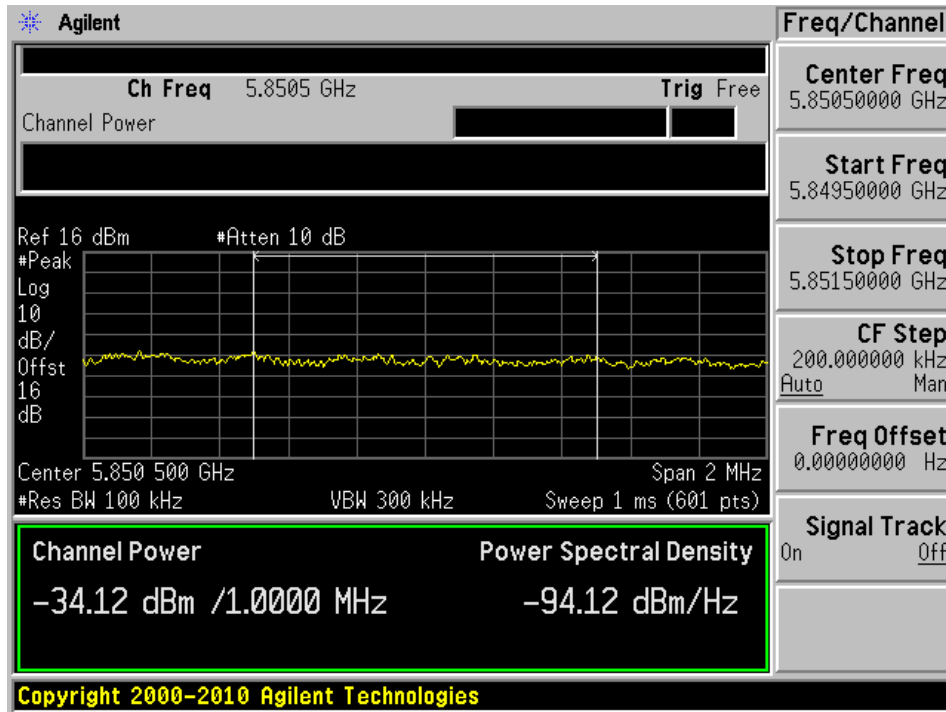 Agilent
Freq/Channel
Ch Freq 5.8505 GHz Trig Free
Channel Power
Center Freq
5.85050000 GHz
Start Freq
5.84950000 GHz
Stop Freq
5.85150000 GHz
CF Step
200.000000 kHz
Auto Man
Freq Offset
0.00000000 Hz
Signal Track
On Off
Ref 16 dBm #Atten 10 dB
#Peak
Log
10
dB/
Offst
16
dB
Center 5.850 500 GHz Span 2 MHz
#Res BW 100 kHz VBW 300 kHz Sweep 1 ms (601 pts)
Channel Power Power Spectral Density
-34.12 dBm /1.0000 MHz -94.12 dBm/Hz
Copyright 2000-2010 Agilent Technologies